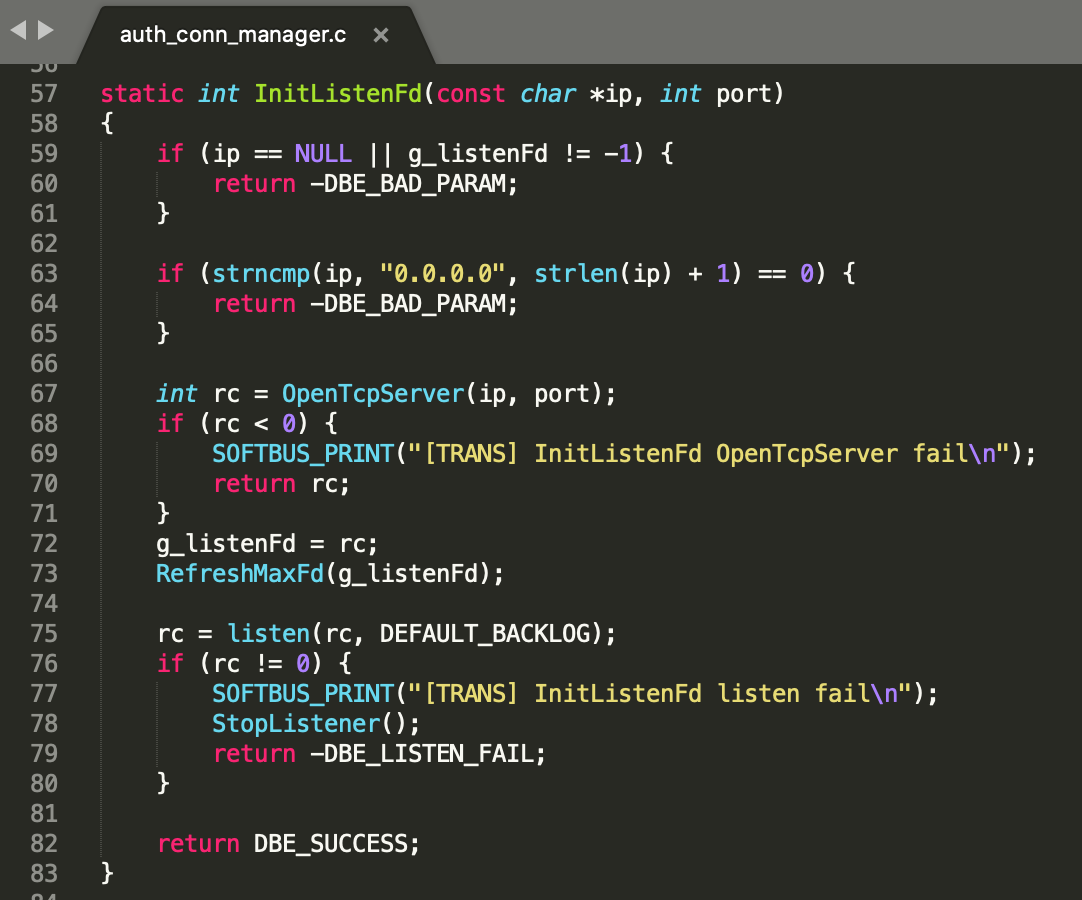 auth_conn_manager.c ×
56
57 static int InitListenFd(const char *ip, int port)
58 {
59     if (ip == NULL || g_listenFd != -1) {
60         return -DBE_BAD_PARAM;
61     }
62
63     if (strncmp(ip, "0.0.0.0", strlen(ip) + 1) == 0) {
64         return -DBE_BAD_PARAM;
65     }
66
67     int rc = OpenTcpServer(ip, port);
68     if (rc < 0) {
69         SOFTBUS_PRINT("[TRANS] InitListenFd OpenTcpServer fail\n");
70         return rc;
71     }
72     g_listenFd = rc;
73     RefreshMaxFd(g_listenFd);
74
75     rc = listen(rc, DEFAULT_BACKLOG);
76     if (rc != 0) {
77         SOFTBUS_PRINT("[TRANS] InitListenFd listen fail\n");
78         StopListener();
79         return -DBE_LISTEN_FAIL;
80     }
81
82     return DBE_SUCCESS;
83 }
84